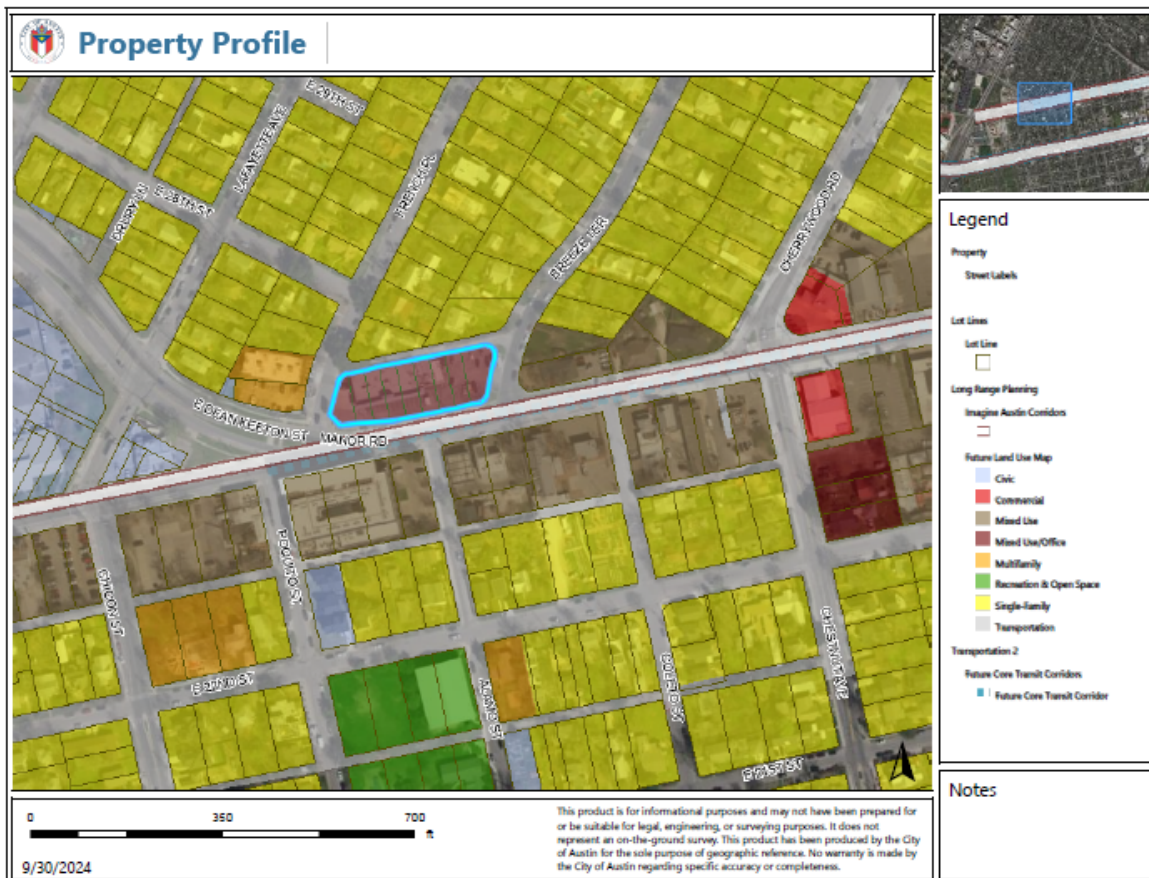 Property Profile
E 29TH ST
LAFAYETTE AVE
FRENCH PL
E 28TH ST
DRURY LN
BREEZE TER
CHERRYWOOD RD
E DEAN KEETON ST
MANOR RD
POQUITO ST
CHICON ST
E 22ND ST
ALAMO ST
COLETO ST
CHESTNUT AVE
E 21ST ST
Legend
Property
Street Labels
Lot Lines
Lot Line
Long Range Planning
Imagine Austin Corridors
Future Land Use Map
Civic
Commercial
Mixed Use
Mixed Use/Office
Multifamily
Recreation & Open Space
Single-Family
Transportation
Transportation 2
Future Core Transit Corridors
Future Core Transit Corridor
Notes
0 350 700
ft
9/30/2024
This product is for informational purposes and may not have been prepared for
or be suitable for legal, engineering, or surveying purposes. It does not
represent an on-the-ground survey. This product has been produced by the City
of Austin for the sole purpose of geographic reference. No warranty is made by
the City of Austin regarding specific accuracy or completeness.